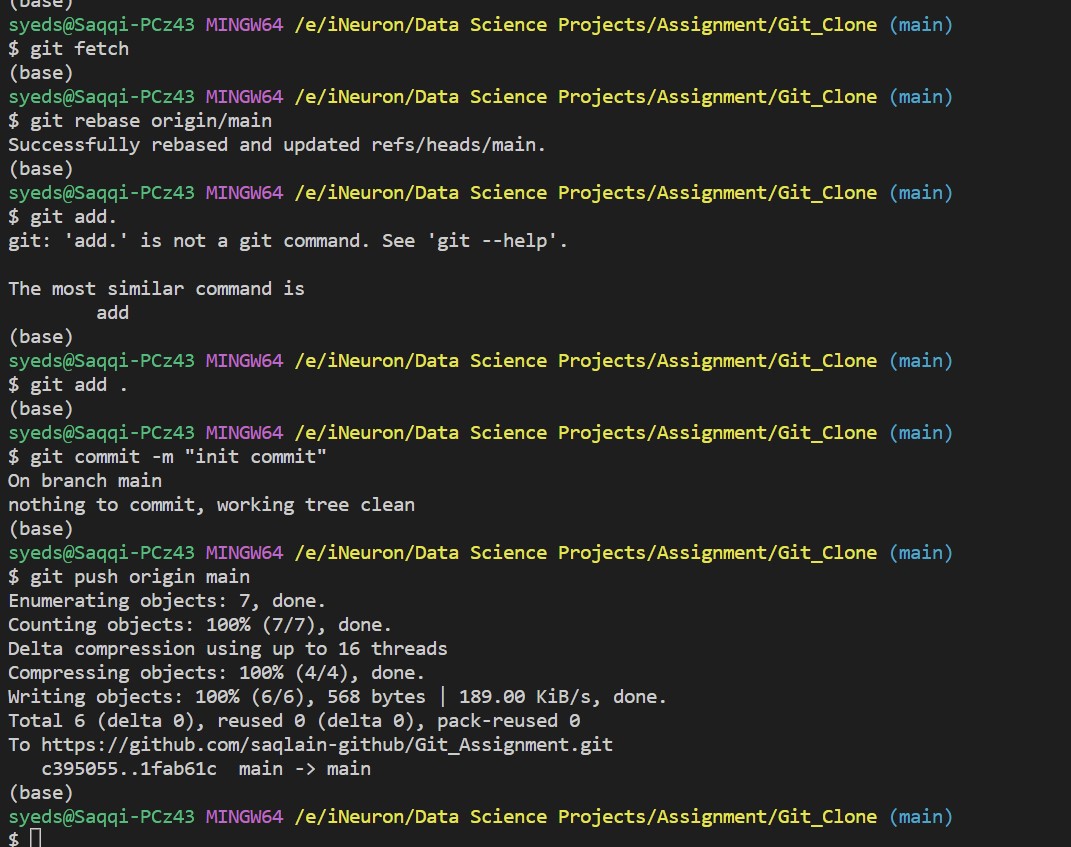 (base)
syeds@Saqqi-PCz43 MINGW64 /e/iNeuron/Data Science Projects/Assignment/Git_Clone (main)
$ git fetch
(base)
syeds@Saqqi-PCz43 MINGW64 /e/iNeuron/Data Science Projects/Assignment/Git_Clone (main)
$ git rebase origin/main
Successfully rebased and updated refs/heads/main.
(base)
syeds@Saqqi-PCz43 MINGW64 /e/iNeuron/Data Science Projects/Assignment/Git_Clone (main)
$ git add.
git: 'add.' is not a git command. See 'git --help'.

The most similar command is
        add
(base)
syeds@Saqqi-PCz43 MINGW64 /e/iNeuron/Data Science Projects/Assignment/Git_Clone (main)
$ git add .
(base)
syeds@Saqqi-PCz43 MINGW64 /e/iNeuron/Data Science Projects/Assignment/Git_Clone (main)
$ git commit -m "init commit"
On branch main
nothing to commit, working tree clean
(base)
syeds@Saqqi-PCz43 MINGW64 /e/iNeuron/Data Science Projects/Assignment/Git_Clone (main)
$ git push origin main
Enumerating objects: 7, done.
Counting objects: 100% (7/7), done.
Delta compression using up to 16 threads
Compressing objects: 100% (4/4), done.
Writing objects: 100% (6/6), 568 bytes | 189.00 KiB/s, done.
Total 6 (delta 0), reused 0 (delta 0), pack-reused 0
To https://github.com/saqlain-github/Git_Assignment.git
   c395055..1fab61c  main -> main
(base)
syeds@Saqqi-PCz43 MINGW64 /e/iNeuron/Data Science Projects/Assignment/Git_Clone (main)
$